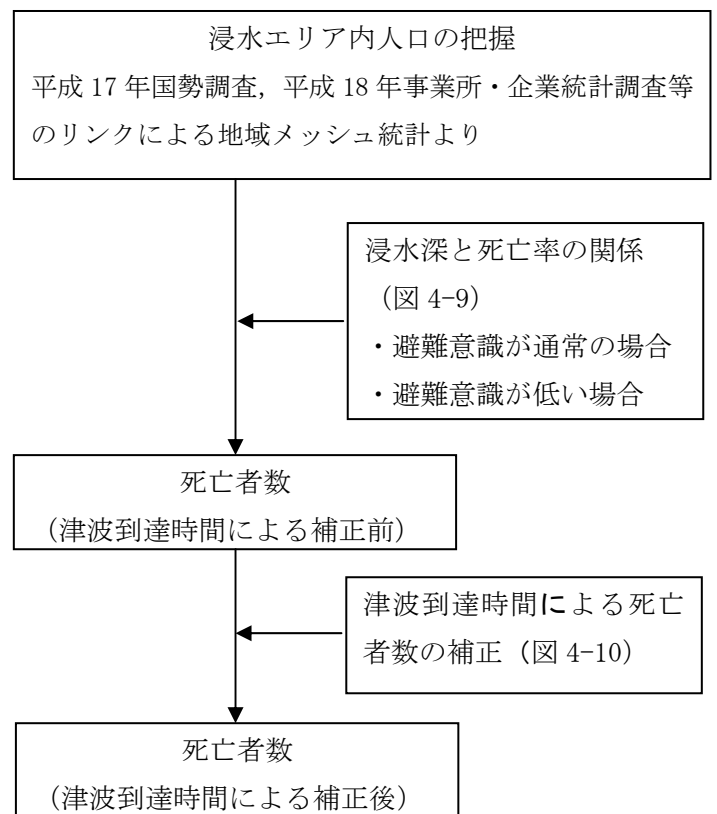 浸水エリア内人口の把握
平成 17 年国勢調査，平成 18 年事業所・企業統計調査等
のリンクによる地域メッシュ統計より
浸水深と死亡率の関係
（図 4-9）
・避難意識が通常の場合
・避難意識が低い場合
死亡者数
（津波到達時間による補正前）
津波到達時間による死亡
者数の補正（図 4-10）
死亡者数
（津波到達時間による補正後）